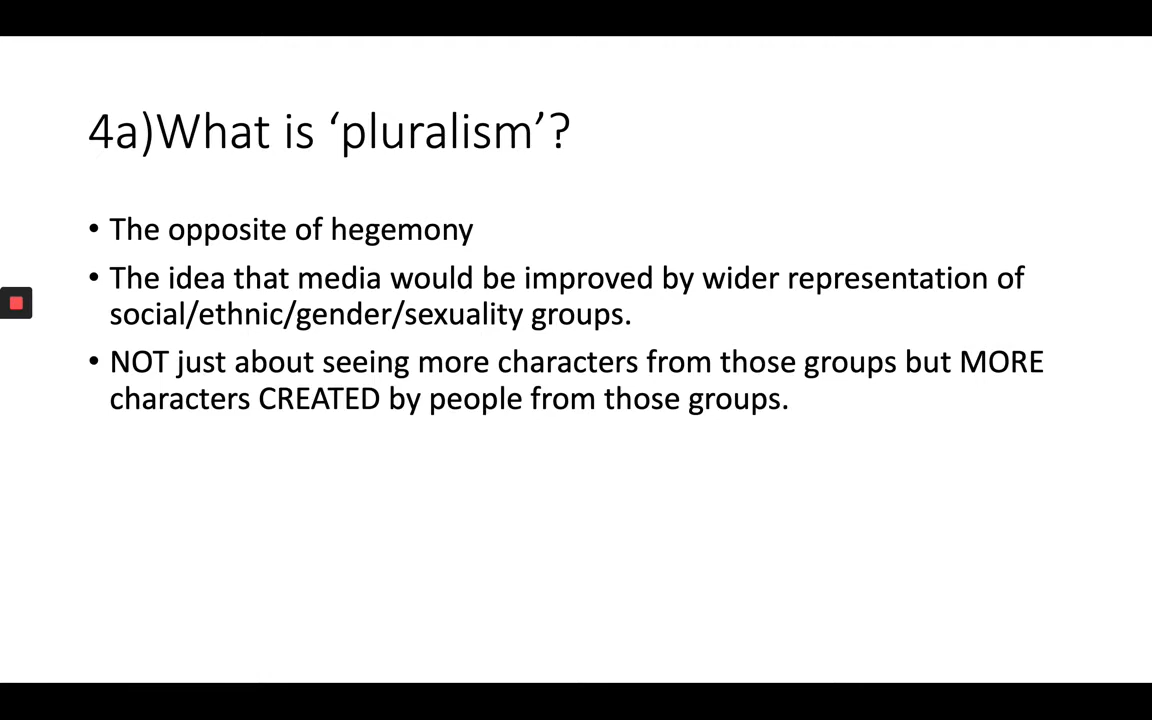 4a)What is ‘pluralism’?
• The opposite of hegemony
• The idea that media would be improved by wider representation of
social/ethnic/gender/sexuality groups.
• NOT just about seeing more characters from those groups but MORE
characters CREATED by people from those groups.